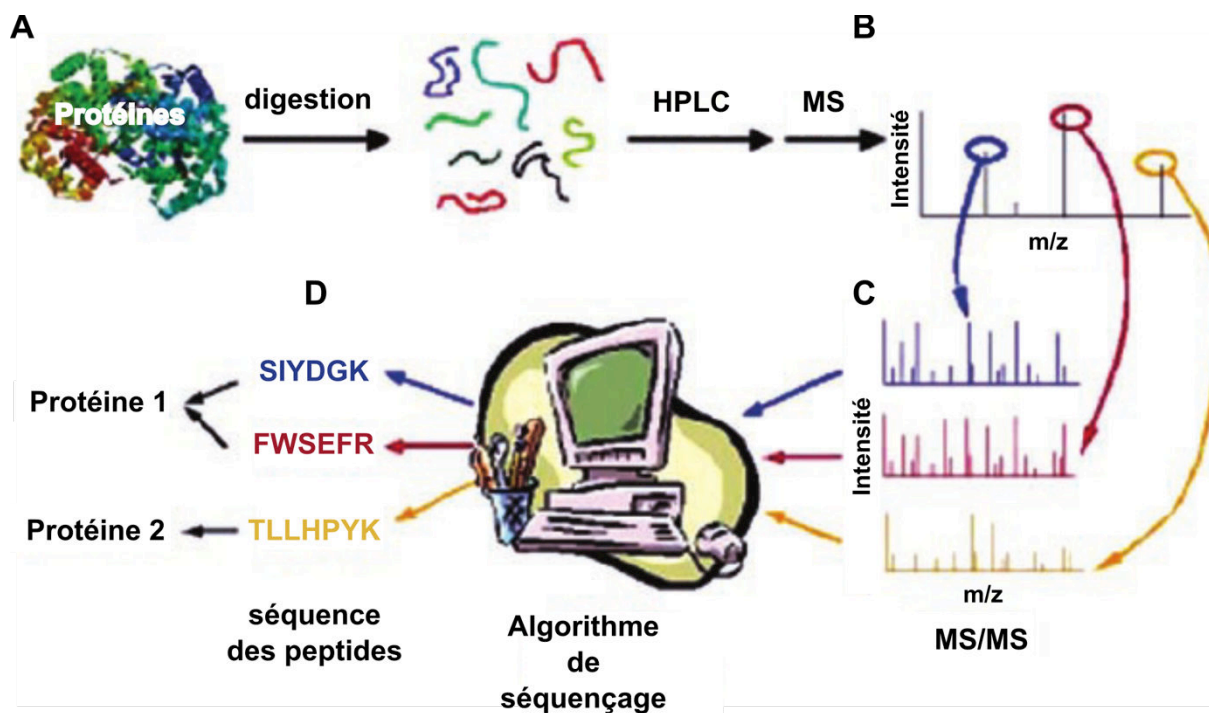 A
Protéines
digestion
HPLC
MS
B
Intensité
m/z
C
Intensité
m/z
MS/MS
D
SIYDGK
FWSEFR
TLLHPYK
Protéine 1
Protéine 2
séquence
des peptides
Algorithme
de
séquençage